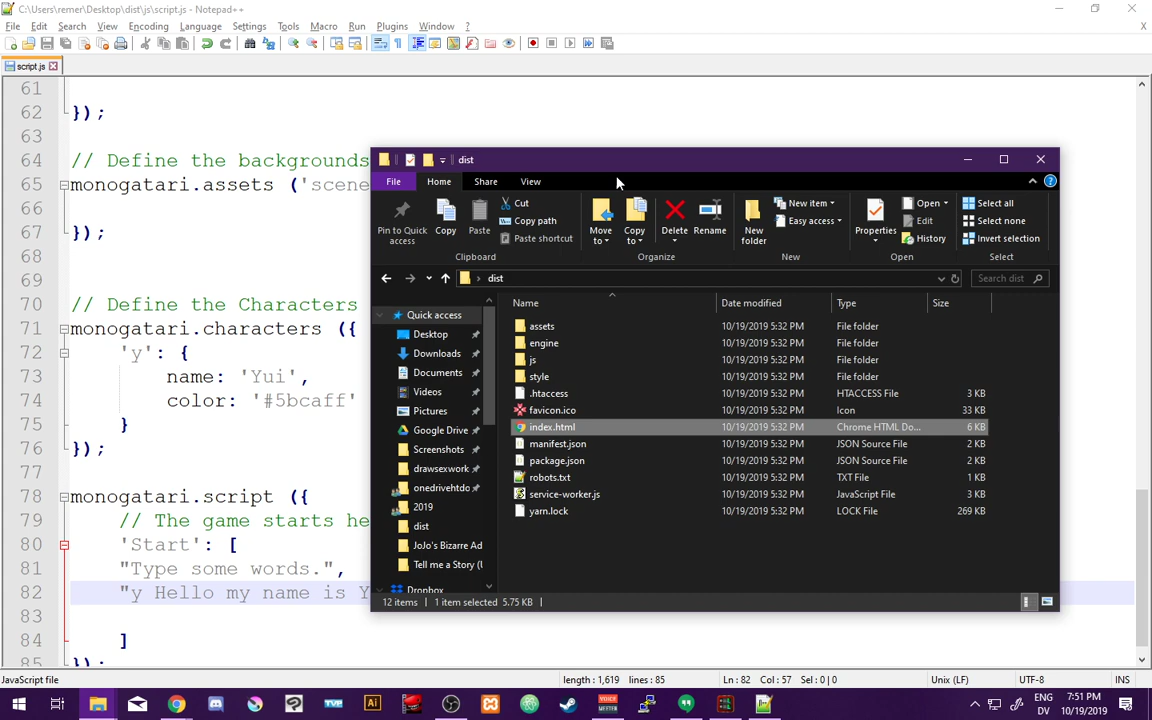 C:\Users\remer\Desktop\dist\js\script.js - Notepad++
File Edit Search View Encoding Language Settings Tools Macro Run Plugins Window ? X
script.js
61
62 });
63
64 // Define the backgrounds
65 monogatari.assets ('scene
66
67 });
68
69
70 // Define the Characters
71 monogatari.characters ({
72 'y': {
73 name: 'Yui',
74 color: '#5bcaff'
75 }
76 });
77
78 monogatari.script ({
79 // The game starts he
80 'Start': [
81 "Type some words.",
82 "y Hello my name is Y
83
84 ]
85 });
dist
File Home Share View
Pin to Quick access
Copy
Paste
Cut
Copy path
Paste shortcut
Clipboard
Move to
Copy to
Delete
Rename
Organize
New folder
New item
Easy access
New
Properties
Open
Edit
History
Open
Select all
Select none
Invert selection
Select
dist
Search dist
Quick access
Desktop
Downloads
Documents
Videos
Pictures
Google Drive
Screenshots
drawsexwork
onedrivehtdo
2019
dist
JoJo's Bizarre Ad
Tell me a Story (U
Dropbox
Name Date modified Type Size
assets 10/19/2019 5:32 PM File folder
engine 10/19/2019 5:32 PM File folder
js 10/19/2019 5:32 PM File folder
style 10/19/2019 5:32 PM File folder
.htaccess 10/19/2019 5:32 PM HTACCESS File 3 KB
favicon.ico 10/19/2019 5:32 PM Icon 33 KB
index.html 10/19/2019 5:32 PM Chrome HTML Do... 6 KB
manifest.json 10/19/2019 5:32 PM JSON Source File 2 KB
package.json 10/19/2019 5:32 PM JSON Source File 2 KB
robots.txt 10/19/2019 5:32 PM TXT File 1 KB
service-worker.js 10/19/2019 5:32 PM JavaScript File 3 KB
yarn.lock 10/19/2019 5:32 PM LOCK File 269 KB
12 items 1 item selected 5.75 KB
JavaScript file length : 1,619 lines : 85 Ln : 82 Col : 57 Sel : 0 | 0 Unix (LF) UTF-8 INS
ENG 7:51 PM
DV 10/19/2019